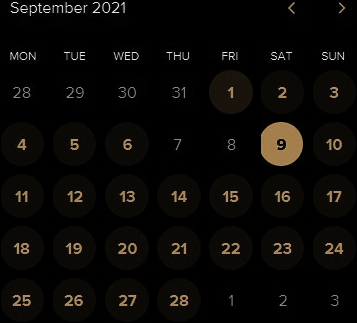 September 2021 < >
MON TUE WED THU FRI SAT SUN
28 29 30 31 1 2 3
4 5 6 7 8 9 10
11 12 13 14 15 16 17
18 19 20 21 22 23 24
25 26 27 28 1 2 3